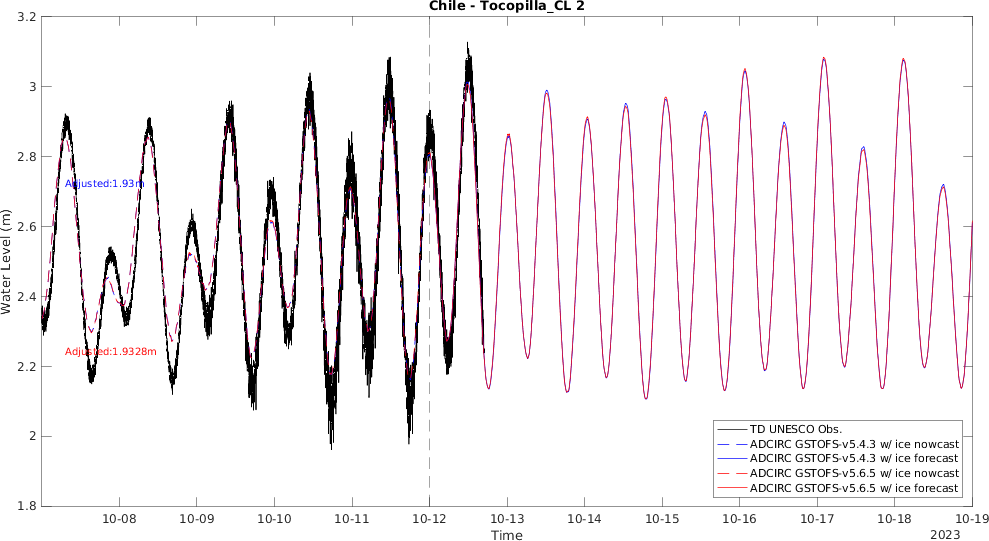 Chile - Tocopilla_CL 2
Water Level (m)
3.2
3
2.8
2.6
2.4
2.2
2
1.8
Adjusted:1.93m
Adjusted:1.9328m
TD UNESCO Obs.
ADCIRC GSTOFS-v5.4.3 w/ ice nowcast
ADCIRC GSTOFS-v5.4.3 w/ ice forecast
ADCIRC GSTOFS-v5.6.5 w/ ice nowcast
ADCIRC GSTOFS-v5.6.5 w/ ice forecast
10-08 10-09 10-10 10-11 10-12 10-13 10-14 10-15 10-16 10-17 10-18 10-19
Time
2023